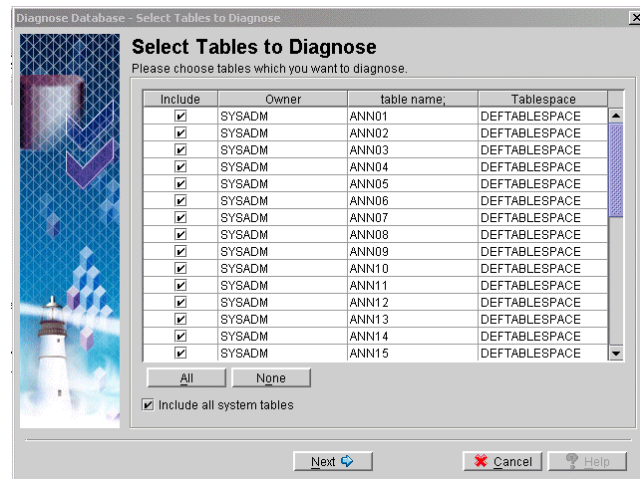 Diagnose Database - Select Tables to Diagnose
Select Tables to Diagnose
Please choose tables which you want to diagnose.
Include Owner table name; Tablespace
SYSADM ANN01 DEFTABLESPACE
SYSADM ANN02 DEFTABLESPACE
SYSADM ANN03 DEFTABLESPACE
SYSADM ANN04 DEFTABLESPACE
SYSADM ANN05 DEFTABLESPACE
SYSADM ANN06 DEFTABLESPACE
SYSADM ANN07 DEFTABLESPACE
SYSADM ANN08 DEFTABLESPACE
SYSADM ANN09 DEFTABLESPACE
SYSADM ANN10 DEFTABLESPACE
SYSADM ANN11 DEFTABLESPACE
SYSADM ANN12 DEFTABLESPACE
SYSADM ANN13 DEFTABLESPACE
SYSADM ANN14 DEFTABLESPACE
SYSADM ANN15 DEFTABLESPACE
All None
Include all system tables
Next Cancel Help